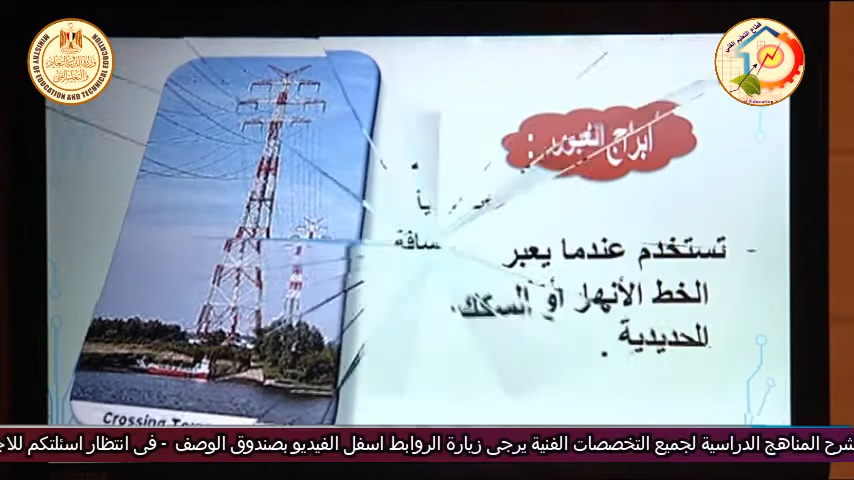 MINISTRY OF EDUCATION AND TECHNICAL EDUCATION
أبراج العبور :
- تستخدم عندما يعبر
الخط الأنهار أو السكك
الحديدية .
Crossing
شرح المناهج الدراسية لجميع التخصصات الفنية يرجى زيارة الروابط اسفل الفيديو بصندوق الوصف - فى انتظار اسئلتكم